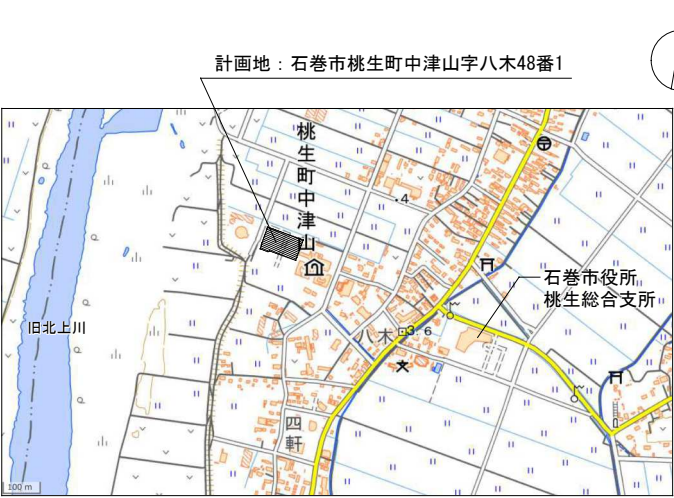 計画地：石巻市桃生町中津山字八木48番1
桃生町中津山
.4
石巻市役所
桃生総合支所
旧北上川
八木
3.6
四軒
100 m